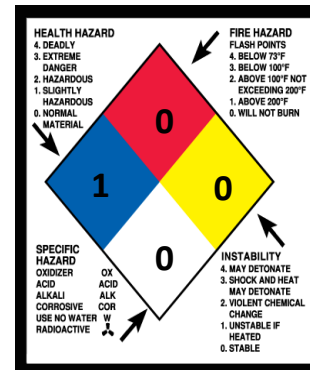 HEALTH HAZARD
4. DEADLY
3. EXTREME
DANGER
2. HAZARDOUS
1. SLIGHTLY
HAZARDOUS
0. NORMAL
MATERIAL
FIRE HAZARD
FLASH POINTS
4. BELOW 73°F
3. BELOW 100°F
2. ABOVE 100°F NOT
EXCEEDING 200°F
1. ABOVE 200°F
0. WILL NOT BURN
0
1
0
0
SPECIFIC
HAZARD
OXIDIZER OX
ACID ACID
ALKALI ALK
CORROSIVE COR
USE NO WATER W
RADIOACTIVE
INSTABILITY
4. MAY DETONATE
3. SHOCK AND HEAT
MAY DETONATE
2. VIOLENT CHEMICAL
CHANGE
1. UNSTABLE IF
HEATED
0. STABLE